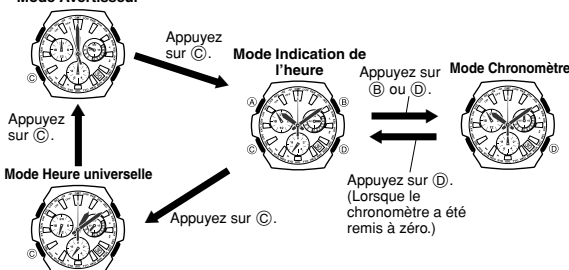 Mode Avertisseur
Appuyez
sur Ⓒ.
Mode Indication de
l'heure
Appuyez sur
Ⓑ ou Ⓓ.
Mode Chronomètre
Ⓒ
Ⓐ
Ⓑ
Ⓒ
Ⓓ
Ⓓ
Appuyez
sur Ⓒ.
Mode Heure universelle
Appuyez sur Ⓒ.
Appuyez sur Ⓓ.
(Lorsque le
chronomètre a été
remis à zéro.)
Ⓒ